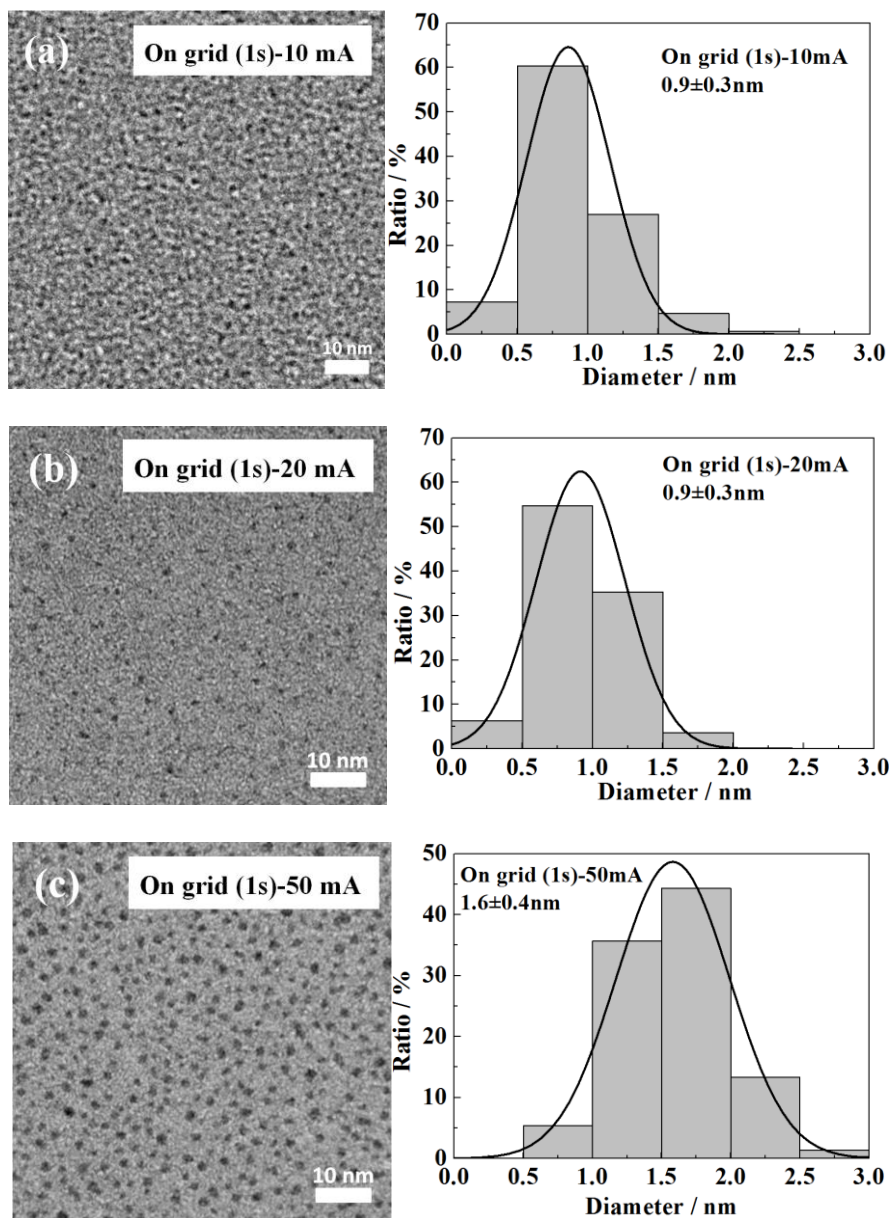 (a)
On grid (1s)-10 mA
10 nm
70
60
50
40
30
20
10
0
Ratio / %
On grid (1s)-10mA
0.9±0.3nm
0.0 0.5 1.0 1.5 2.0 2.5 3.0
Diameter / nm
(b)
On grid (1s)-20 mA
10 nm
70
60
50
40
30
20
10
0
Ratio / %
On grid (1s)-20mA
0.9±0.3nm
0.0 0.5 1.0 1.5 2.0 2.5 3.0
Diameter / nm
(c)
On grid (1s)-50 mA
10 nm
50
40
30
20
10
0
Ratio / %
On grid (1s)-50mA
1.6±0.4nm
0.0 0.5 1.0 1.5 2.0 2.5 3.0
Diameter / nm